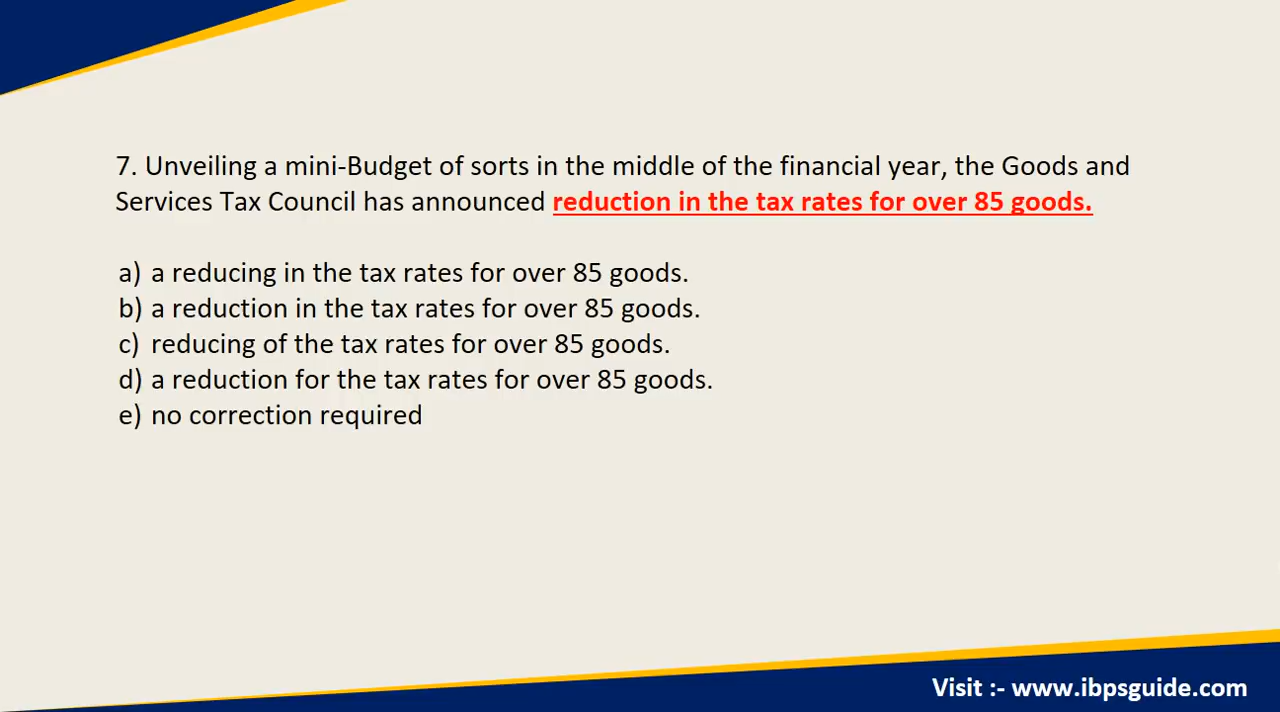 7. Unveiling a mini-Budget of sorts in the middle of the financial year, the Goods and
Services Tax Council has announced reduction in the tax rates for over 85 goods.
a) a reducing in the tax rates for over 85 goods.
b) a reduction in the tax rates for over 85 goods.
c) reducing of the tax rates for over 85 goods.
d) a reduction for the tax rates for over 85 goods.
e) no correction required
Visit :- www.ibpsguide.com